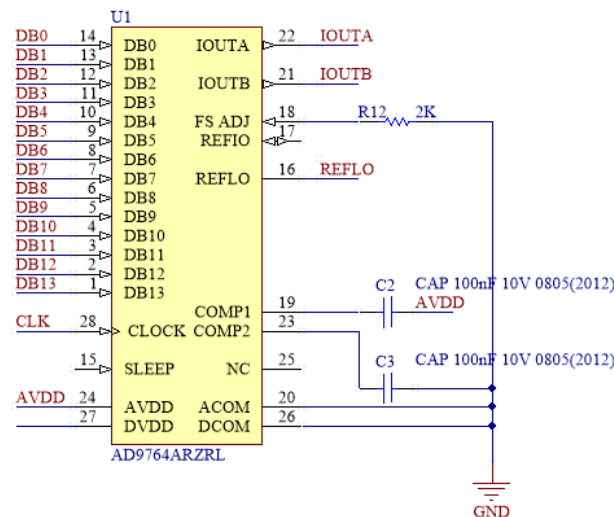 U1
DB0 14 DB0 IOUTA 22 IOUTA
DB1 13 DB1
DB2 12 DB2 IOUTB 21 IOUTB
DB3 11 DB3
DB4 10 DB4 FS ADJ 18 R12 2K
DB5 9 DB5 REFIO 17
DB6 8 DB6
DB7 7 DB7 REFLO 16 REFLO
DB8 6 DB8
DB9 5 DB9
DB10 4 DB10
DB11 3 DB11
DB12 2 DB12
DB13 1 DB13
C2 CAP 100nF 10V 0805(2012)
COMP1 19 AVDD
CLK 28 CLOCK COMP2 23
C3 CAP 100nF 10V 0805(2012)
15 SLEEP NC 25
AVDD 24 AVDD ACOM 20
27 DVDD DCOM 26
AD9764ARZRL
GND